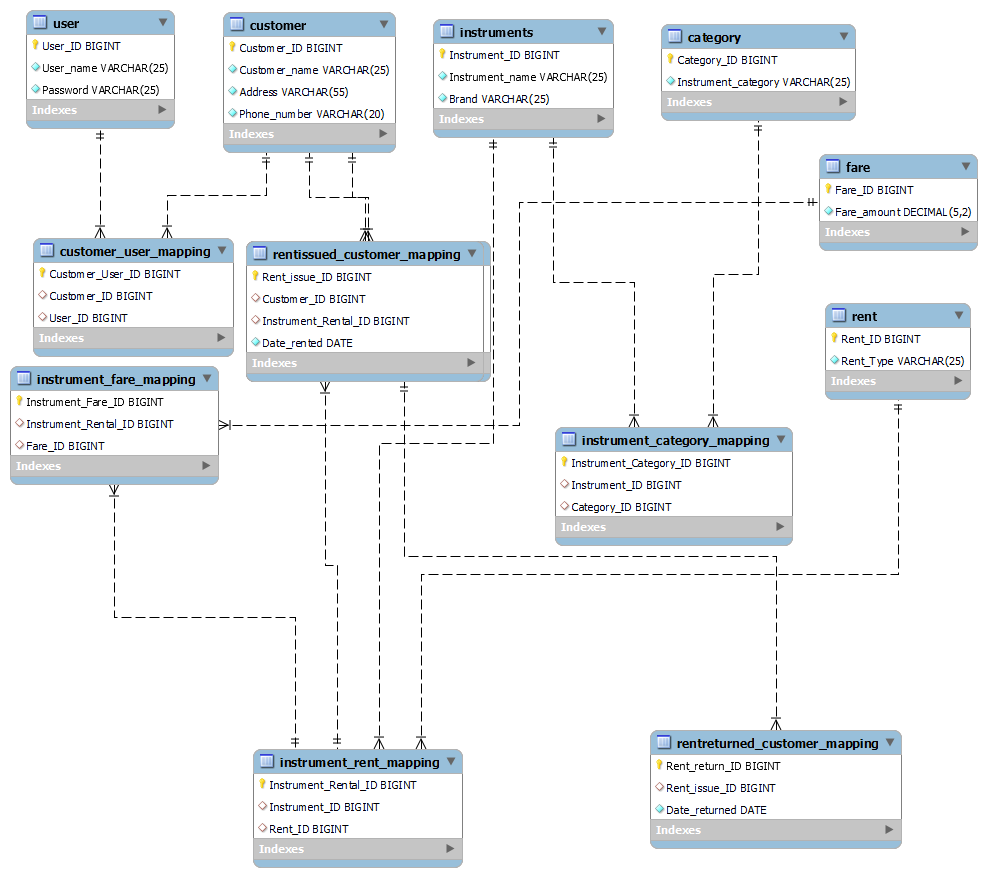 user
User_ID BIGINT
User_name VARCHAR(25)
Password VARCHAR(25)
Indexes
customer
Customer_ID BIGINT
Customer_name VARCHAR(25)
Address VARCHAR(55)
Phone_number VARCHAR(20)
Indexes
instruments
Instrument_ID BIGINT
Instrument_name VARCHAR(25)
Brand VARCHAR(25)
Indexes
category
Category_ID BIGINT
Instrument_category VARCHAR(25)
Indexes
fare
Fare_ID BIGINT
Fare_amount DECIMAL(5,2)
Indexes
customer_user_mapping
Customer_User_ID BIGINT
Customer_ID BIGINT
User_ID BIGINT
Indexes
rentissued_customer_mapping
Rent_issue_ID BIGINT
Customer_ID BIGINT
Instrument_Rental_ID BIGINT
Date_rented DATE
Indexes
rent
Rent_ID BIGINT
Rent_Type VARCHAR(25)
Indexes
instrument_fare_mapping
Instrument_Fare_ID BIGINT
Instrument_Rental_ID BIGINT
Fare_ID BIGINT
Indexes
instrument_category_mapping
Instrument_Category_ID BIGINT
Instrument_ID BIGINT
Category_ID BIGINT
Indexes
instrument_rent_mapping
Instrument_Rental_ID BIGINT
Instrument_ID BIGINT
Rent_ID BIGINT
Indexes
rentreturned_customer_mapping
Rent_return_ID BIGINT
Rent_issue_ID BIGINT
Date_returned DATE
Indexes